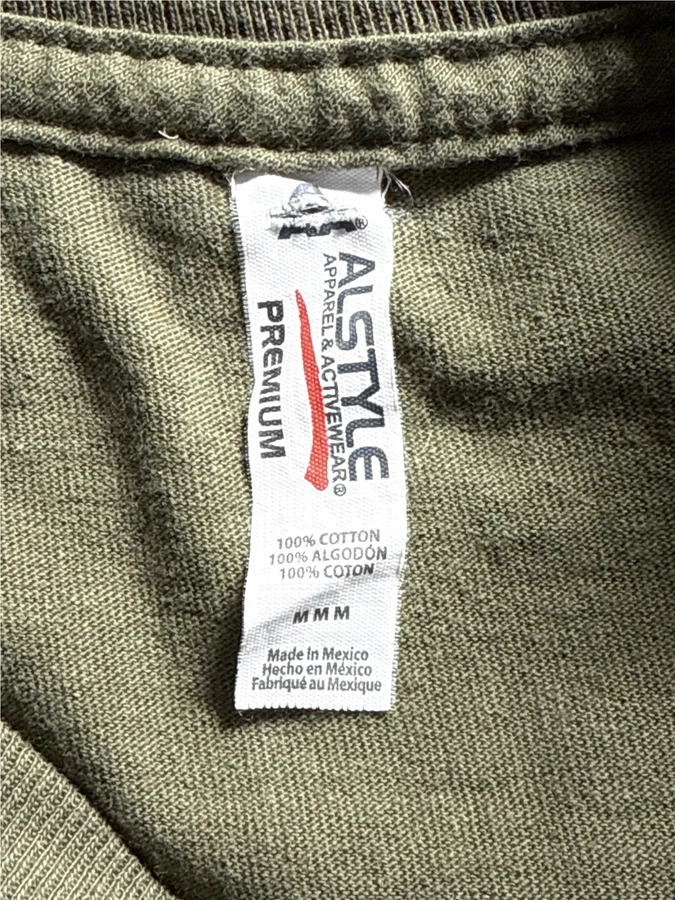 ®
ALSTYLE
APPAREL & ACTIVEWEAR®
PREMIUM
100% COTTON
100% ALGODÓN
100% COTON
M M M
Made In Mexico
Hecho en México
Fabriqué au Mexique